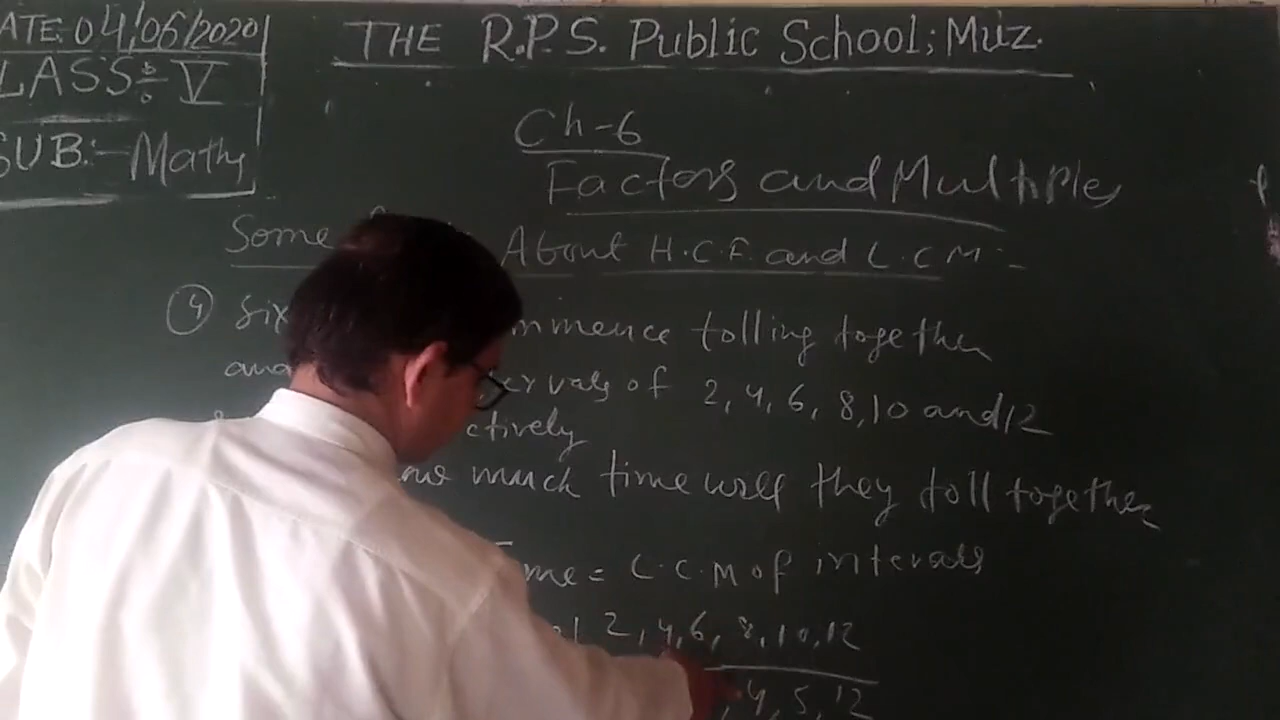 ATE: 04/06/2020
LASS:- V
SUB:- Maths
THE R.P.S. Public School; Muz.
Ch-6
Factors and Multiples
Some About H.C.F. and L.C.M:-
④ Six mmence tolling together
and ervals of 2, 4, 6, 8, 10 and 12
ctively
much time will they toll together
me = L.C.M of intervals
2, 4, 6, 8, 10, 12
4, 5, 12